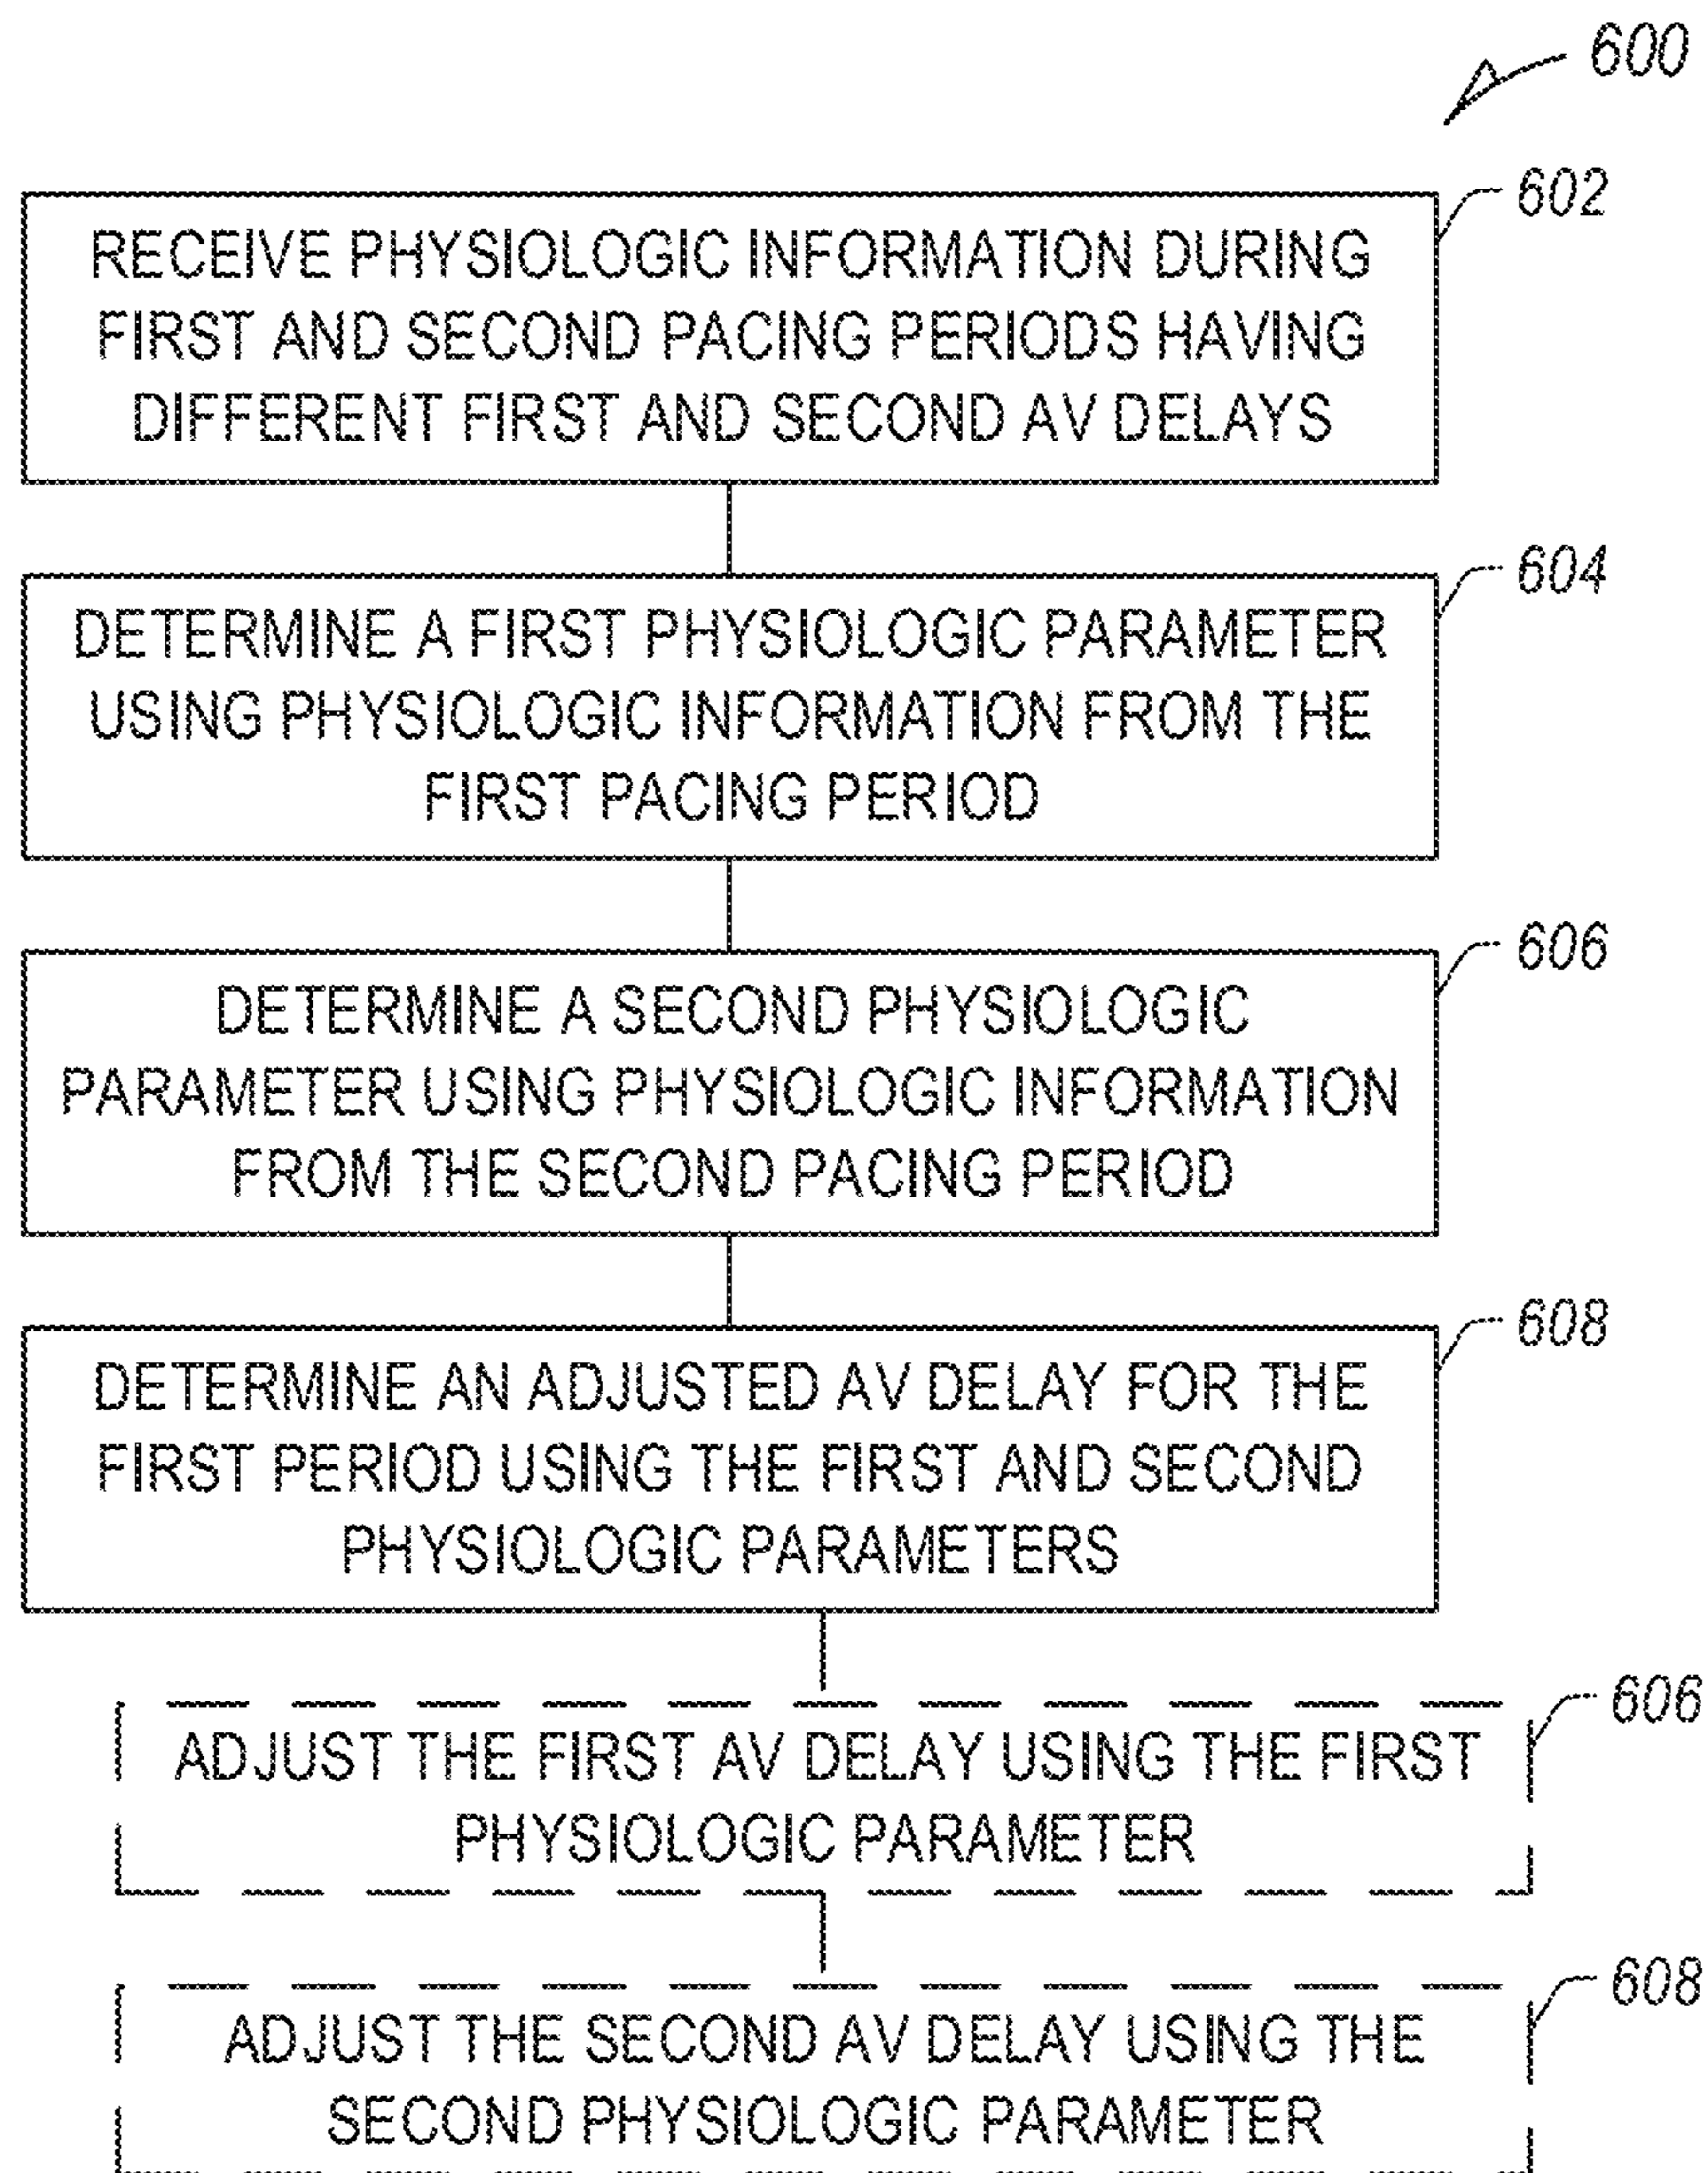 600
602
RECEIVE PHYSIOLOGIC INFORMATION DURING
FIRST AND SECOND PACING PERIODS HAVING
DIFFERENT FIRST AND SECOND AV DELAYS
604
DETERMINE A FIRST PHYSIOLOGIC PARAMETER
USING PHYSIOLOGIC INFORMATION FROM THE
FIRST PACING PERIOD
606
DETERMINE A SECOND PHYSIOLOGIC
PARAMETER USING PHYSIOLOGIC INFORMATION
FROM THE SECOND PACING PERIOD
608
DETERMINE AN ADJUSTED AV DELAY FOR THE
FIRST PERIOD USING THE FIRST AND SECOND
PHYSIOLOGIC PARAMETERS
606
ADJUST THE FIRST AV DELAY USING THE FIRST
PHYSIOLOGIC PARAMETER
608
ADJUST THE SECOND AV DELAY USING THE
SECOND PHYSIOLOGIC PARAMETER